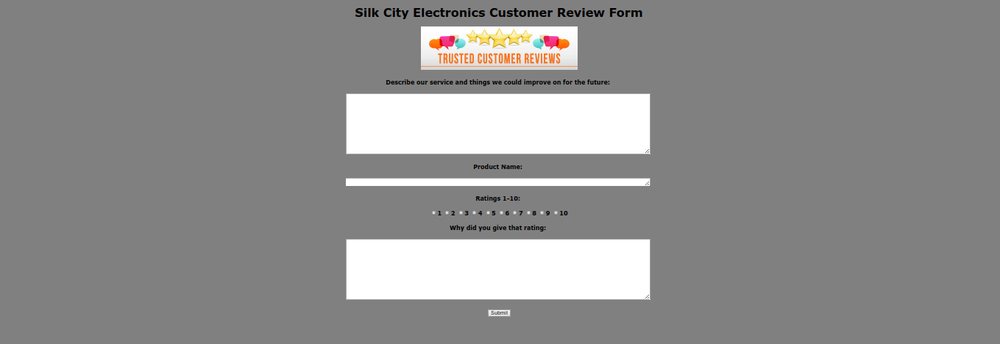 Silk City Electronics Customer Review Form
TRUSTED CUSTOMER REVIEWS
Describe our service and things we could improve on for the future:
Product Name:
Ratings 1-10:
1 2 3 4 5 6 7 8 9 10
Why did you give that rating:
Submit